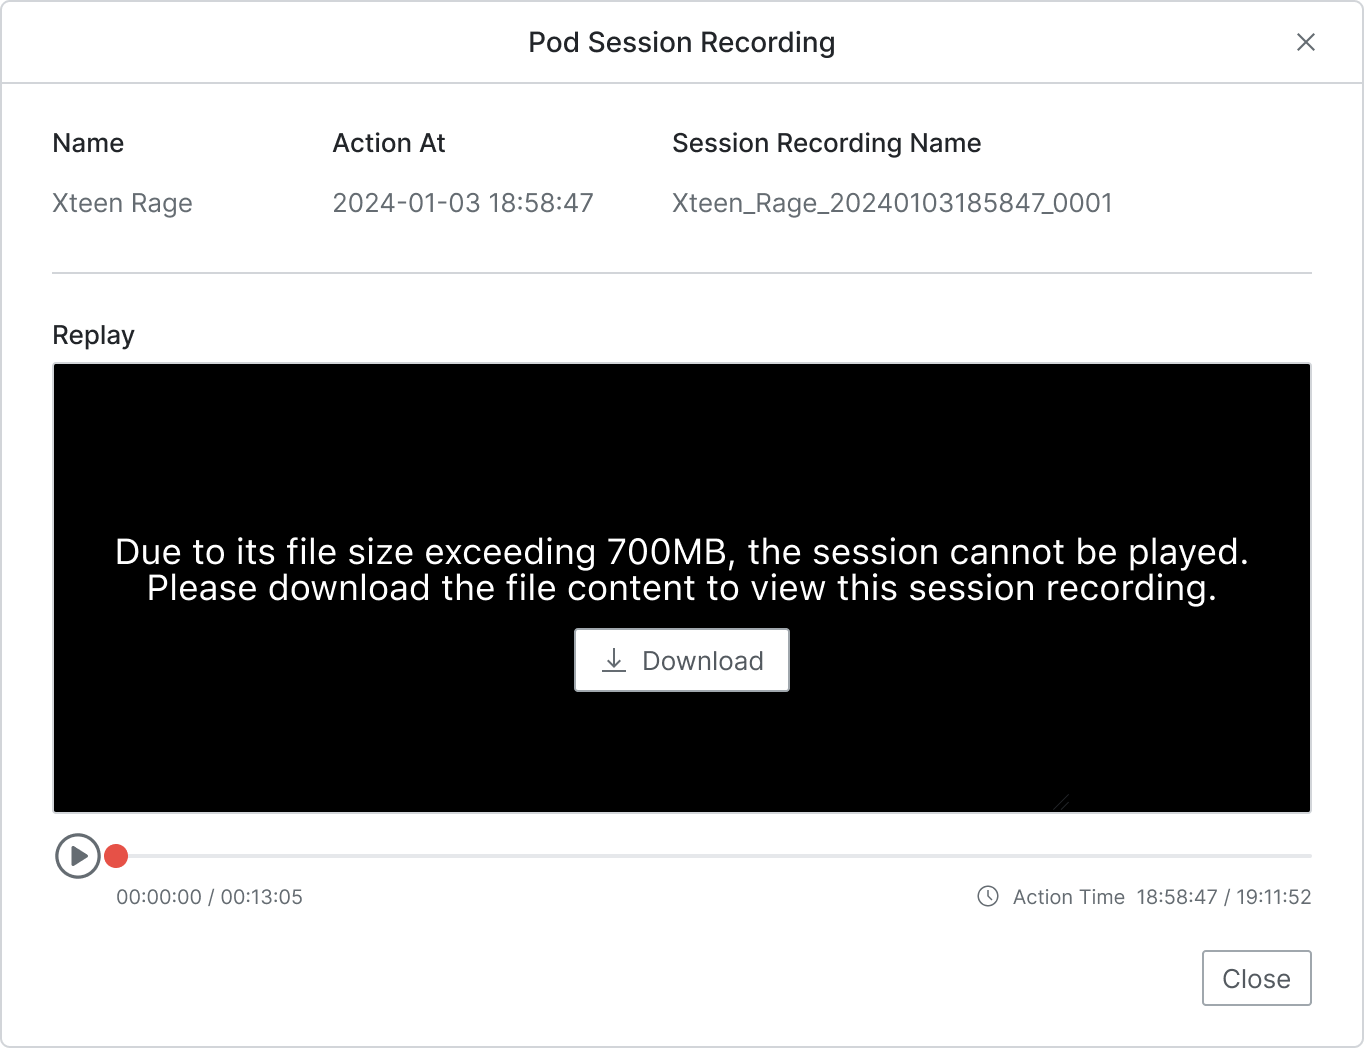 Pod Session Recording
Name
Action At
Session Recording Name
Xteen Rage
2024-01-03 18:58:47
Xteen_Rage_20240103185847_0001
Replay
Due to its file size exceeding 700MB, the session cannot be played.
Please download the file content to view this session recording.
Download
00:00:00 / 00:13:05
Action Time 18:58:47 / 19:11:52
Close